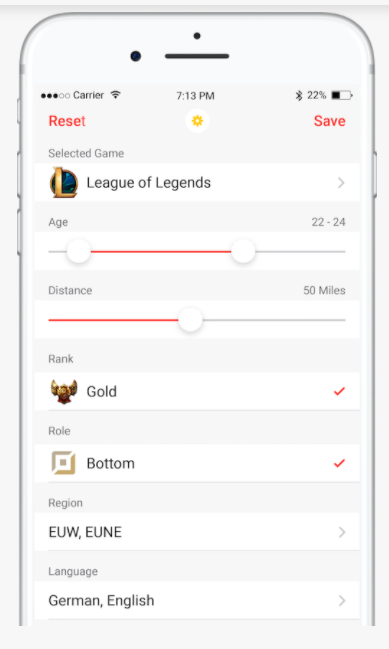 Carrier 7:13 PM 22%
Reset Save
Selected Game
League of Legends
Age 22 - 24
Distance 50 Miles
Rank
Gold
Role
Bottom
Region
EUW, EUNE
Language
German, English